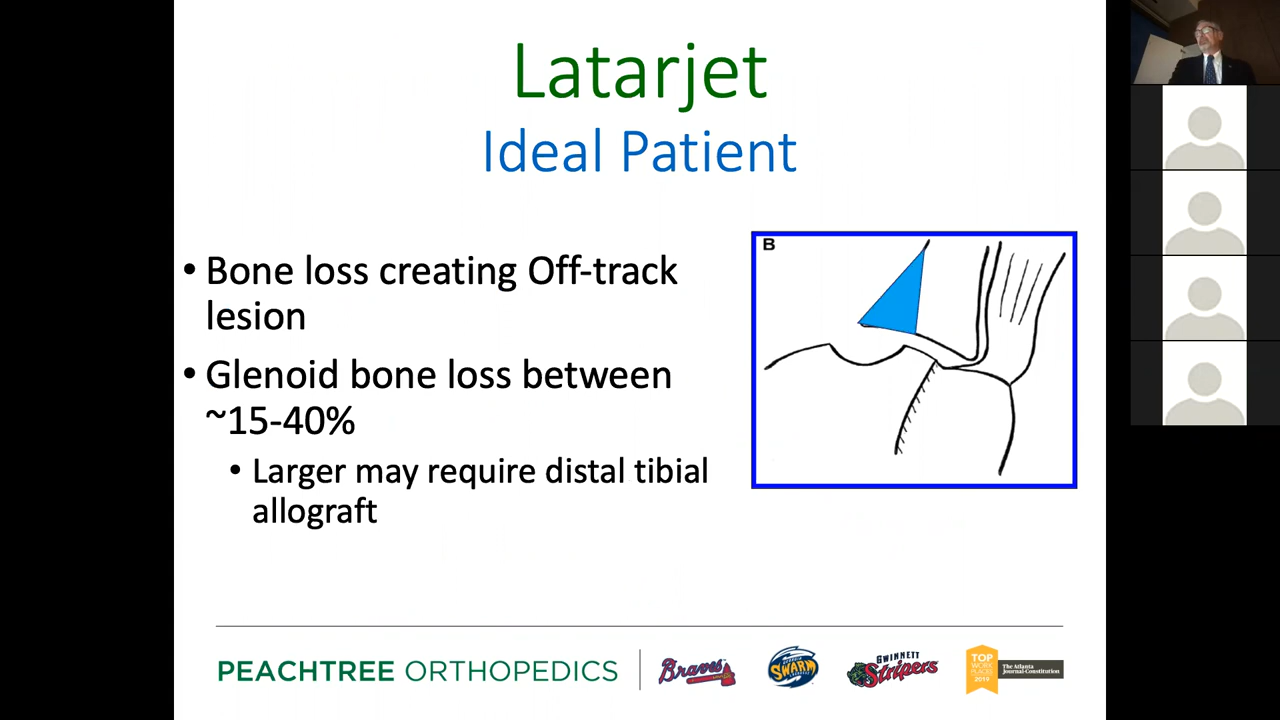 Latarjet
Ideal Patient
• Bone loss creating Off-track
lesion
• Glenoid bone loss between
~15-40%
• Larger may require distal tibial
allograft
B
PEACHTREE ORTHOPEDICS
Braves
SWARM
GWINNETT
Stripers
TOP
WORK
PLACES
2019
The Atlanta
Journal-Constitution